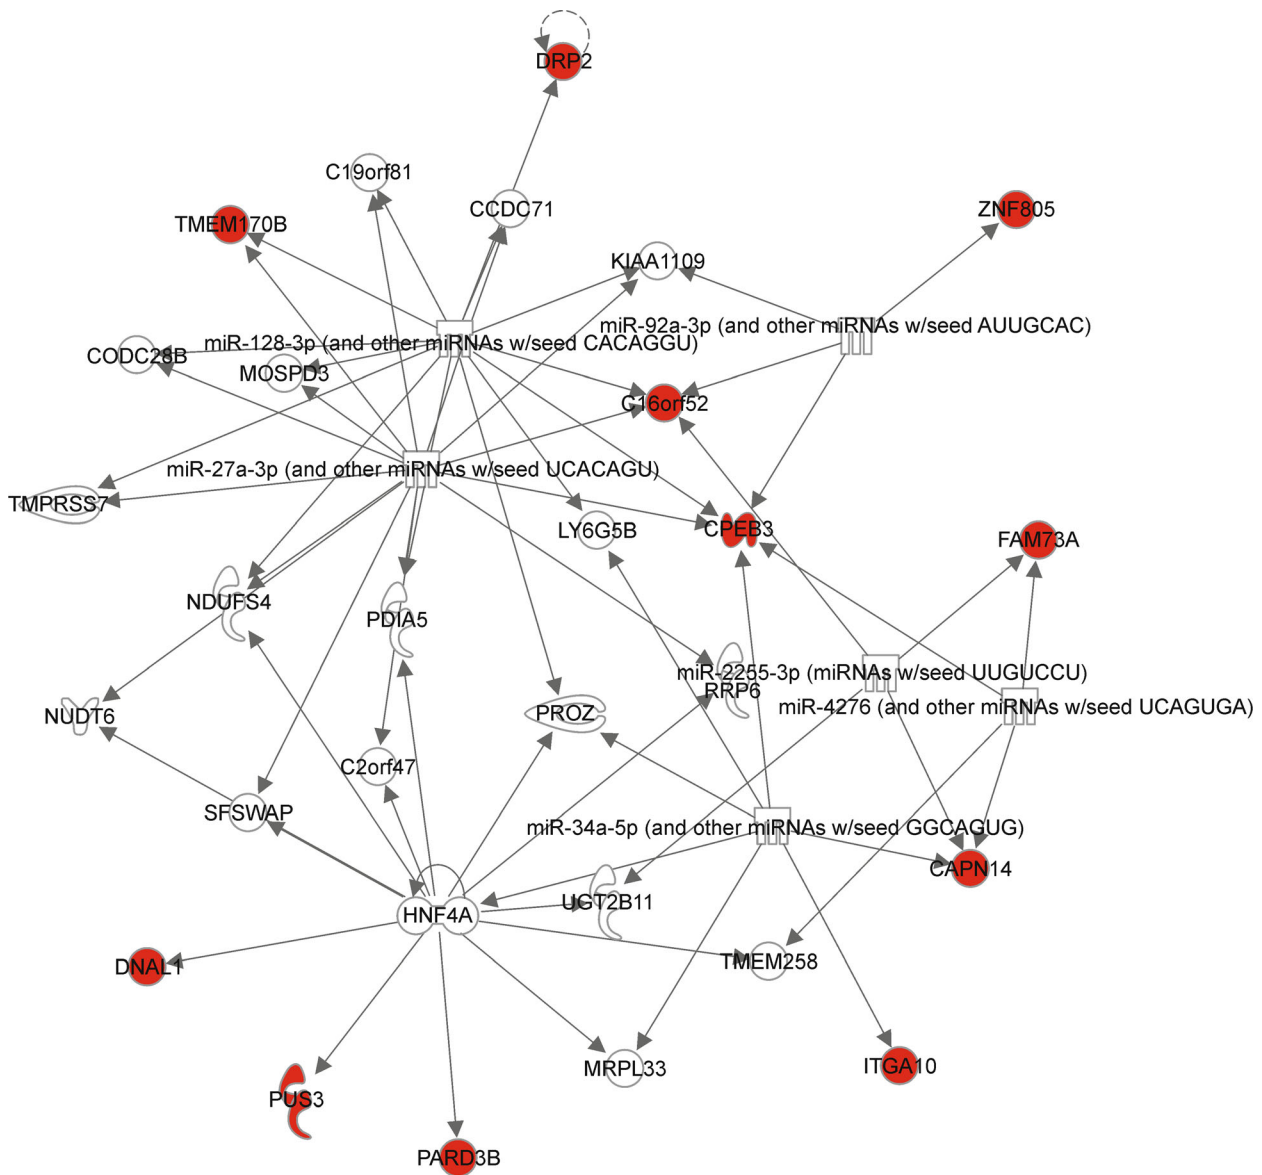 DRP2
C19orf81
CCDC71
TMEM170B
ZNF805
KIAA1109
miR-92a-3p (and other miRNAs w/seed AUUGCAC)
miR-128-3p (and other miRNAs w/seed CACAGGU)
CODC28B
MOSPD3
C16orf52
miR-27a-3p (and other miRNAs w/seed UCACAGU)
TMPRSS7
LY6G5B
CPEB3
FAM73A
NDUFS4
PDIA5
miR-2255-3p (miRNAs w/seed UUGUCCU)
RRP6
miR-4276 (and other miRNAs w/seed UCAGUGA)
NUDT6
PROZ
C2orf47
SFSWAP
miR-34a-5p (and other miRNAs w/seed GGCAGUG)
CAPN14
UGT2B11
HNF4A
TMEM258
DNAL1
MRPL33
ITGA10
PUS3
PARD3B